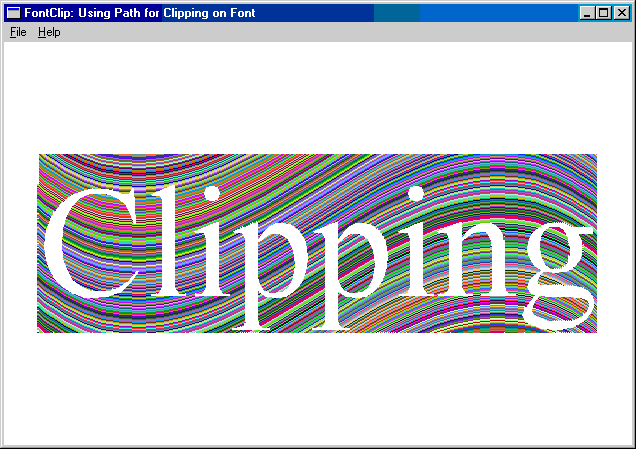 FontClip: Using Path for Clipping on Font
File Help
Clipping